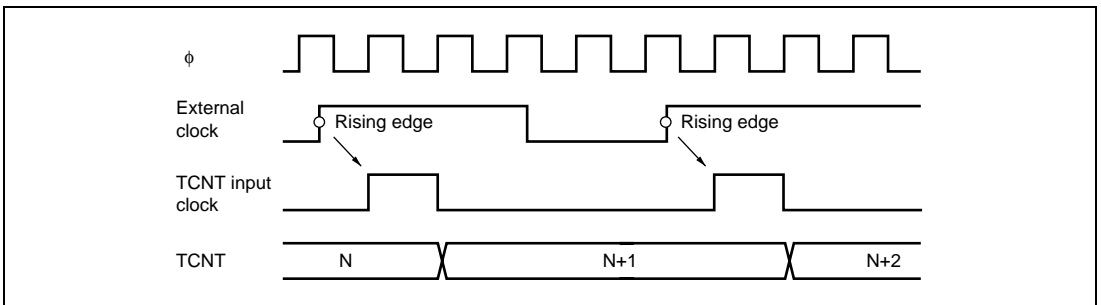 ϕ
External
clock
Rising edge
Rising edge
TCNT input
clock
TCNT
N
N+1
N+2